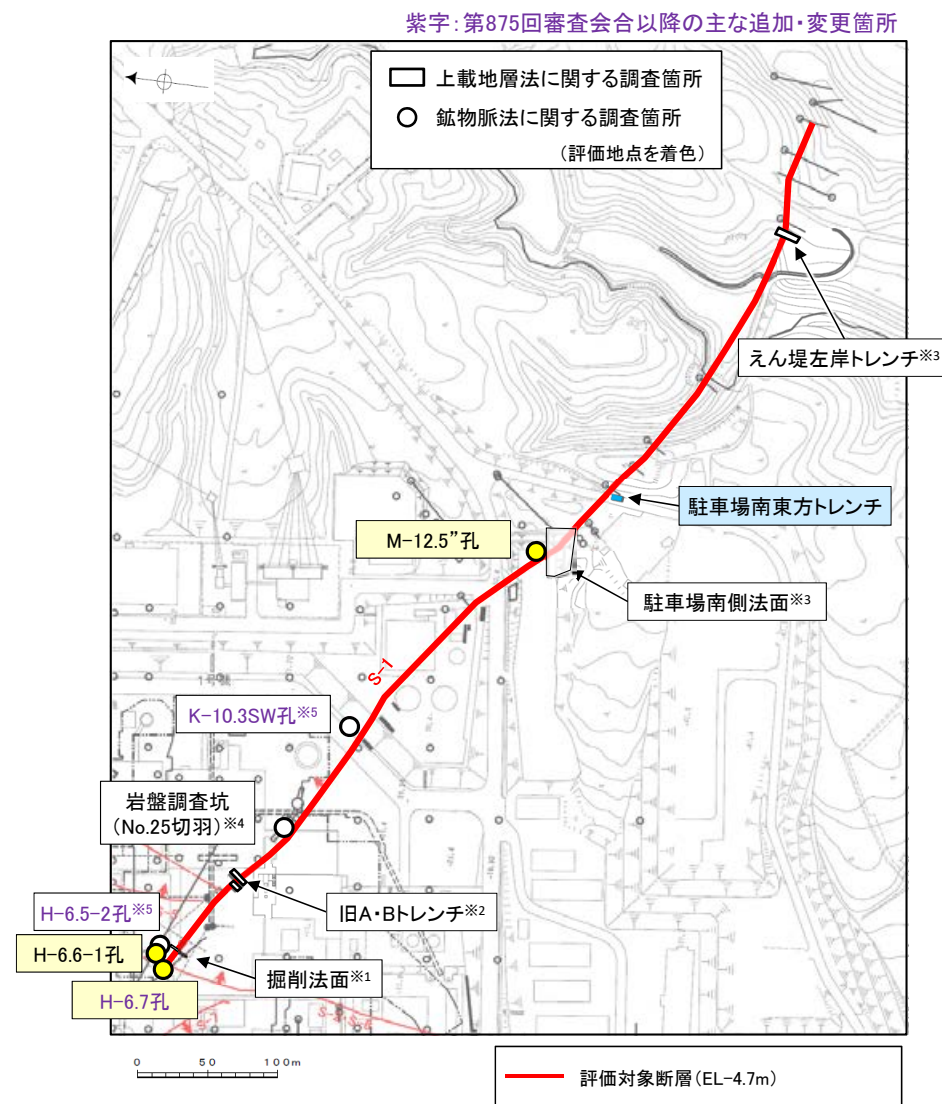 紫字：第875回審査会合以降の主な追加・変更箇所
上載地層法に関する調査箇所
鉱物脈法に関する調査箇所
（評価地点を着色）
えん堤左岸トレンチ※3
駐車場南東方トレンチ
M-12.5”孔
駐車場南側法面※3
S-1
K-10.3SW孔※5
岩盤調査坑
（No.25切羽）※4
旧A・Bトレンチ※2
H-6.5-2孔※5
H-6.6-1孔
掘削法面※1
H-6.7孔
S-7
0 50 100m
評価対象断層（EL-4.7m）